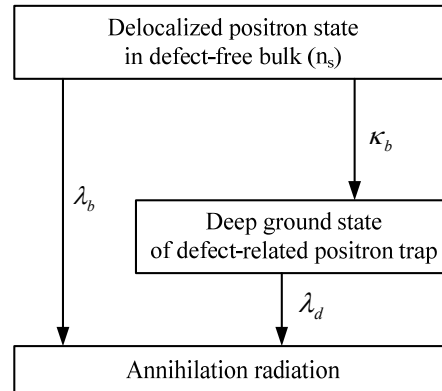 Delocalized positron state
in defect-free bulk (nₛ)
κ_b
λ_b
Deep ground state
of defect-related positron trap
λ_d
Annihilation radiation